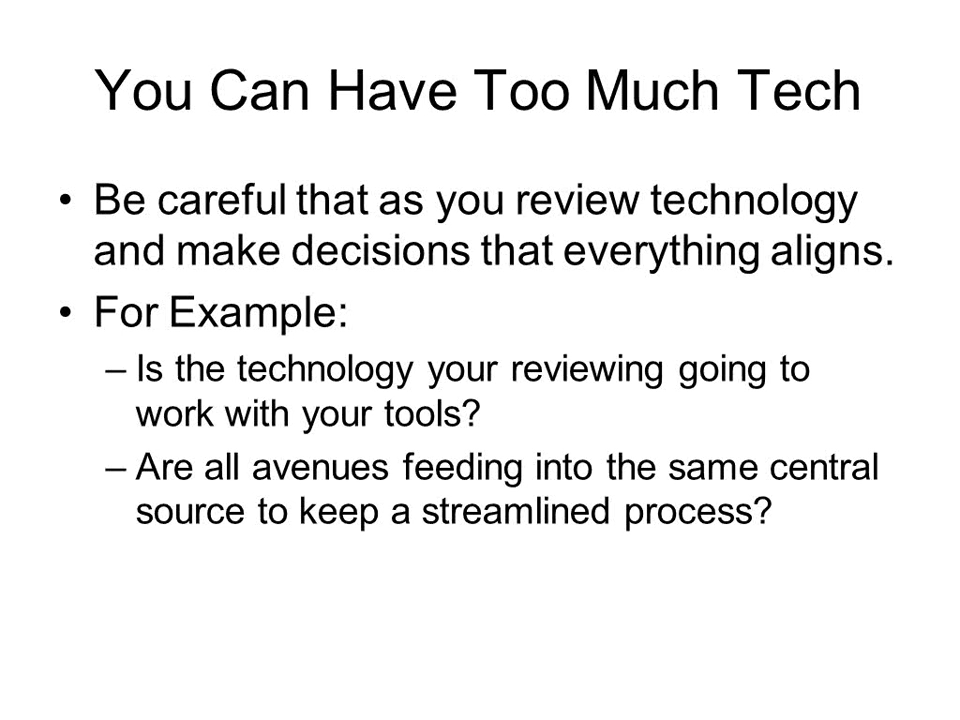 You Can Have Too Much Tech
• Be careful that as you review technology
and make decisions that everything aligns.
• For Example:
– Is the technology your reviewing going to
work with your tools?
– Are all avenues feeding into the same central
source to keep a streamlined process?